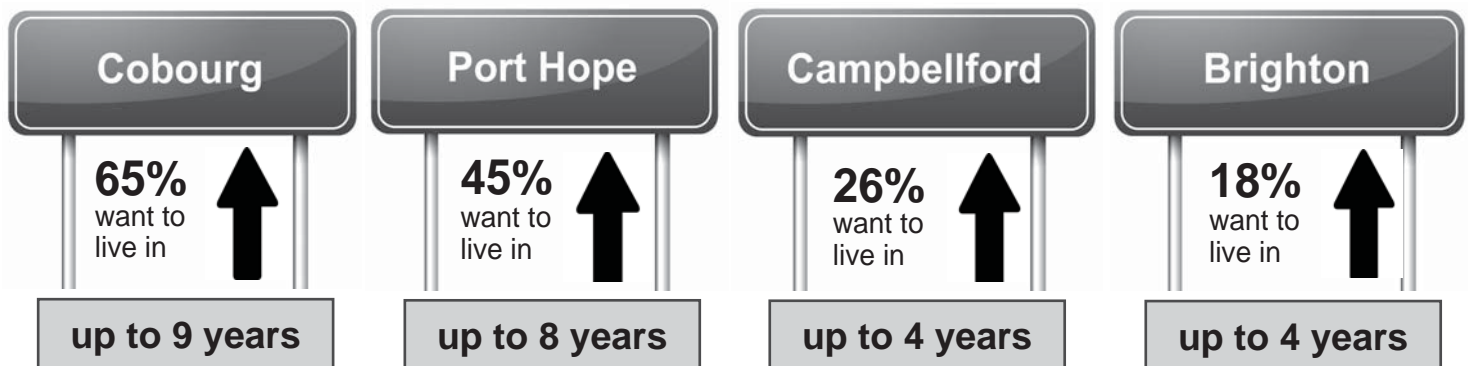 Cobourg
65%
want to
live in
up to 9 years
Port Hope
45%
want to
live in
up to 8 years
Campbellford
26%
want to
live in
up to 4 years
Brighton
18%
want to
live in
up to 4 years